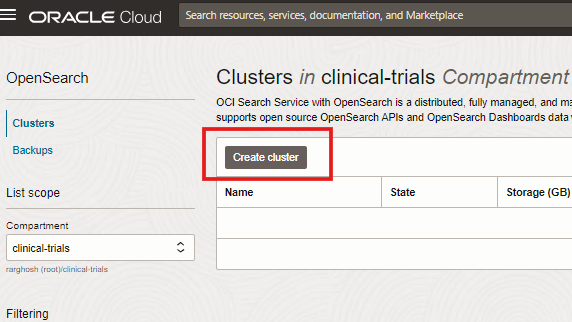 ORACLE Cloud
Search resources, services, documentation, and Marketplace
OpenSearch
Clusters
Backups
List scope
Compartment
clinical-trials
rarghosh (root)/clinical-trials
Filtering
Clusters in clinical-trials Compartment
OCI Search Service with OpenSearch is a distributed, fully managed, and
supports open source OpenSearch APIs and OpenSearch Dashboards data
Create cluster
Name State Storage (GB)